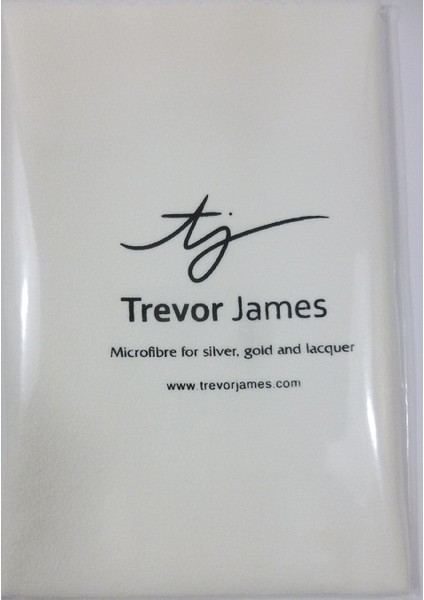 tj
Trevor James
Microfibre for silver, gold and lacquer
www.trevorjames.com